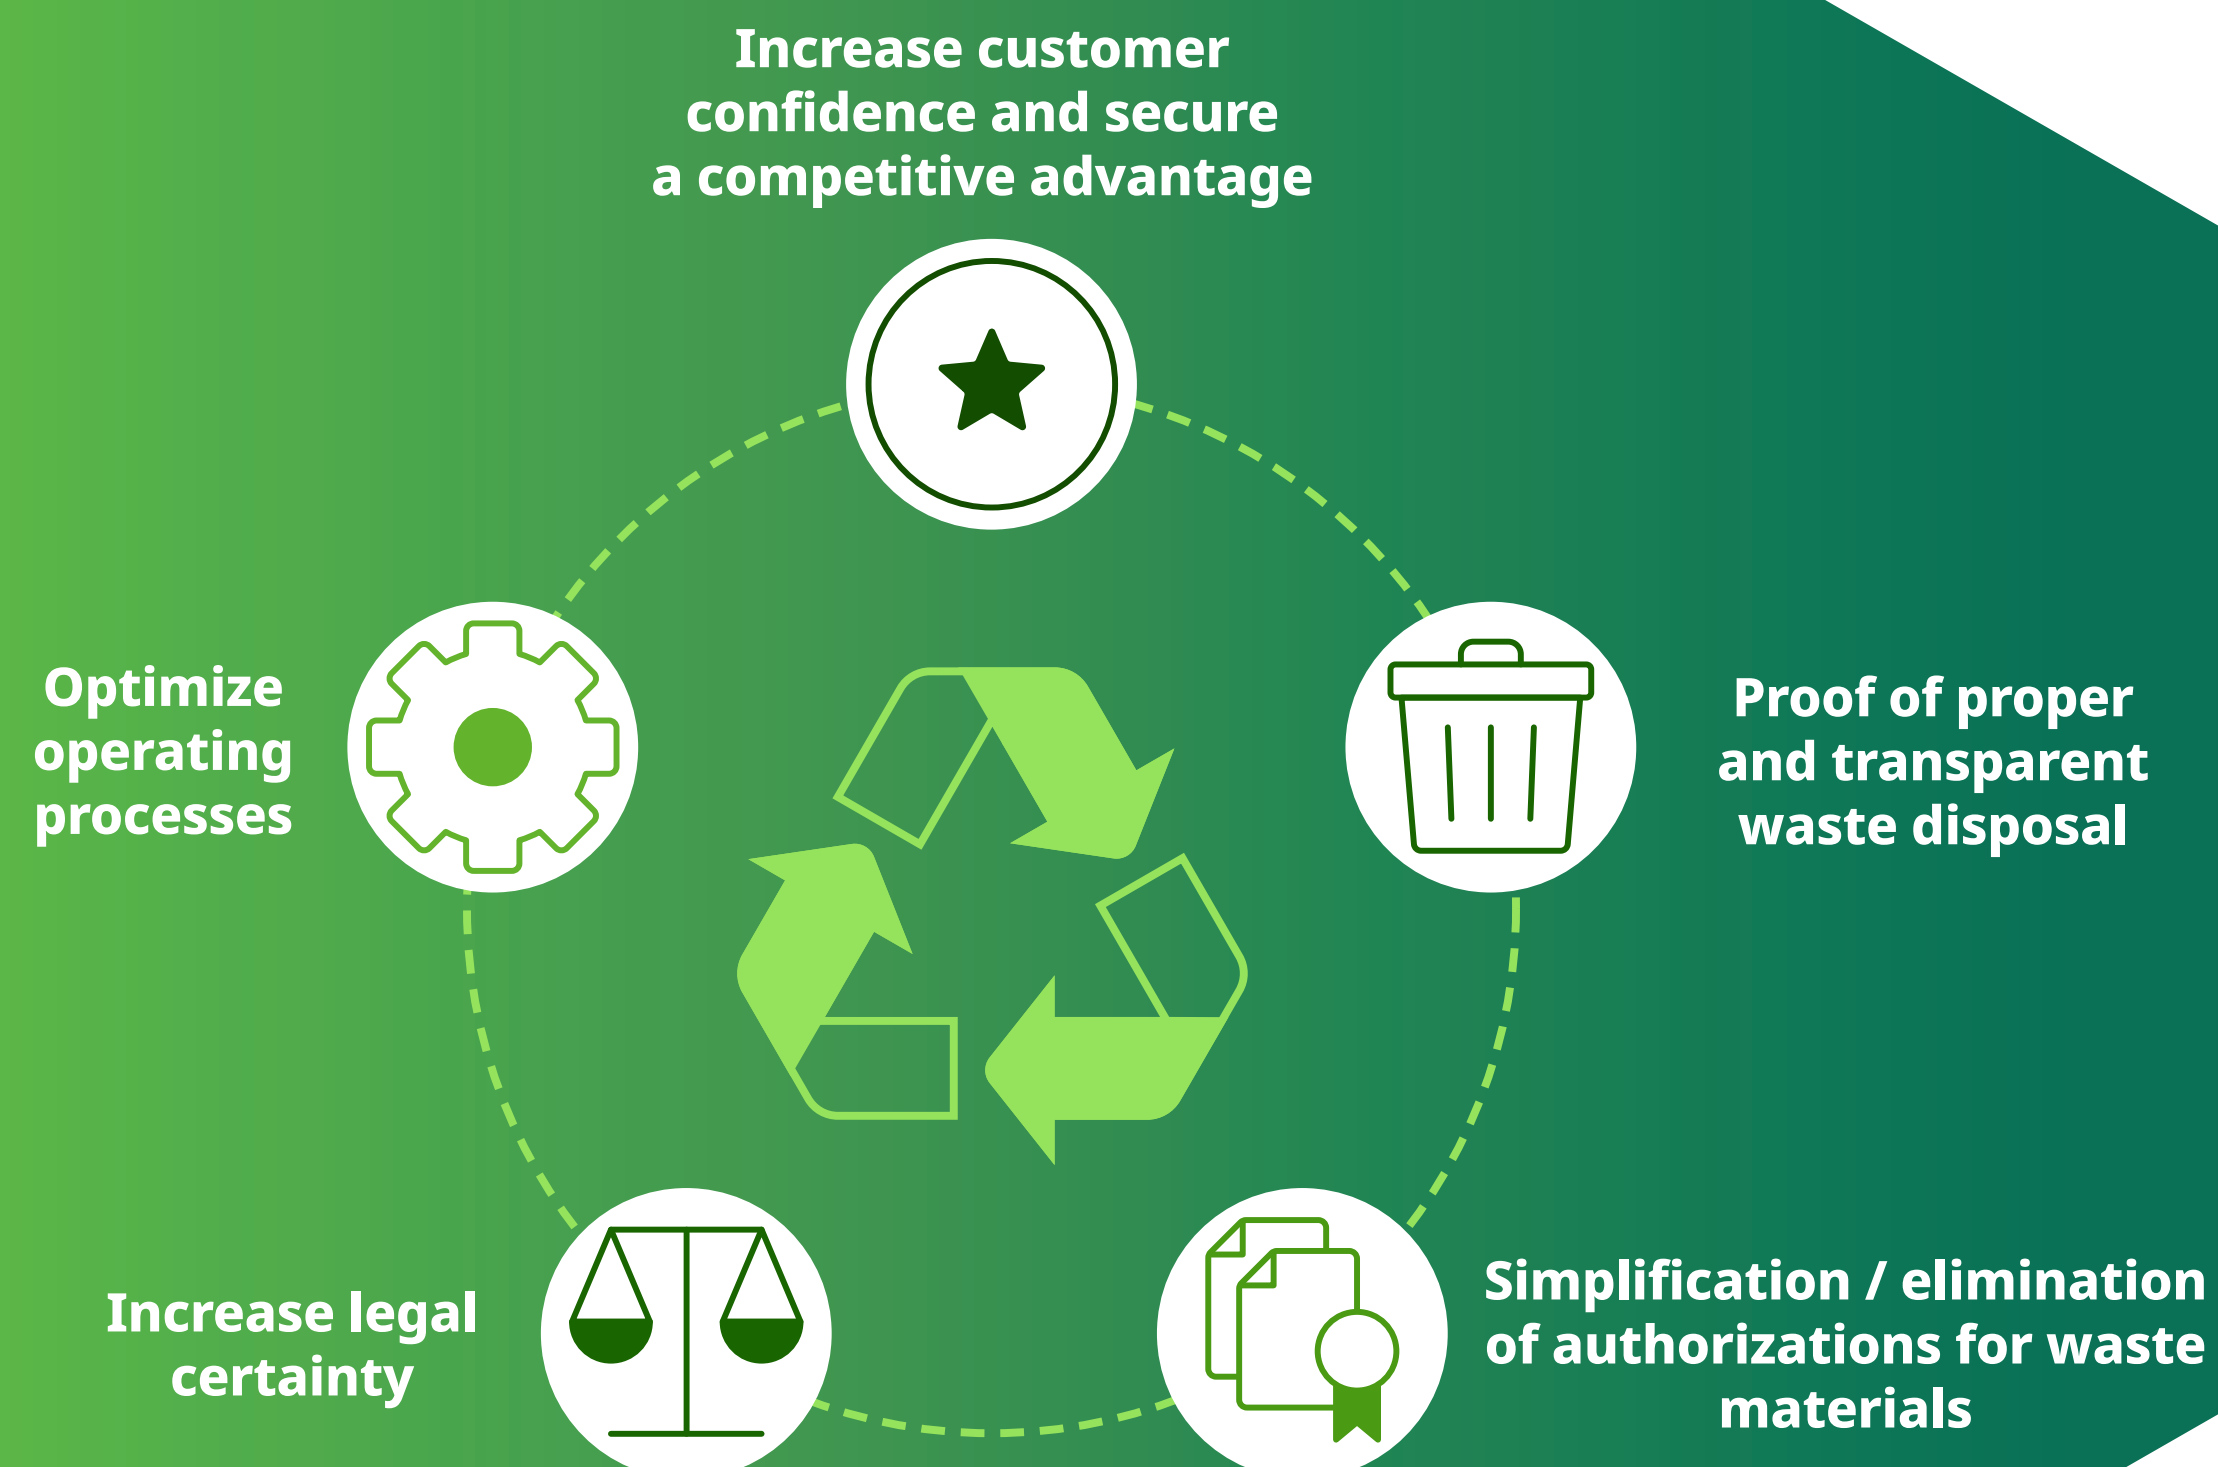 Increase customer
confidence and secure
a competitive advantage
Optimize
operating
processes
Proof of proper
and transparent
waste disposal
Increase legal
certainty
Simplification / elimination
of authorizations for waste
materials